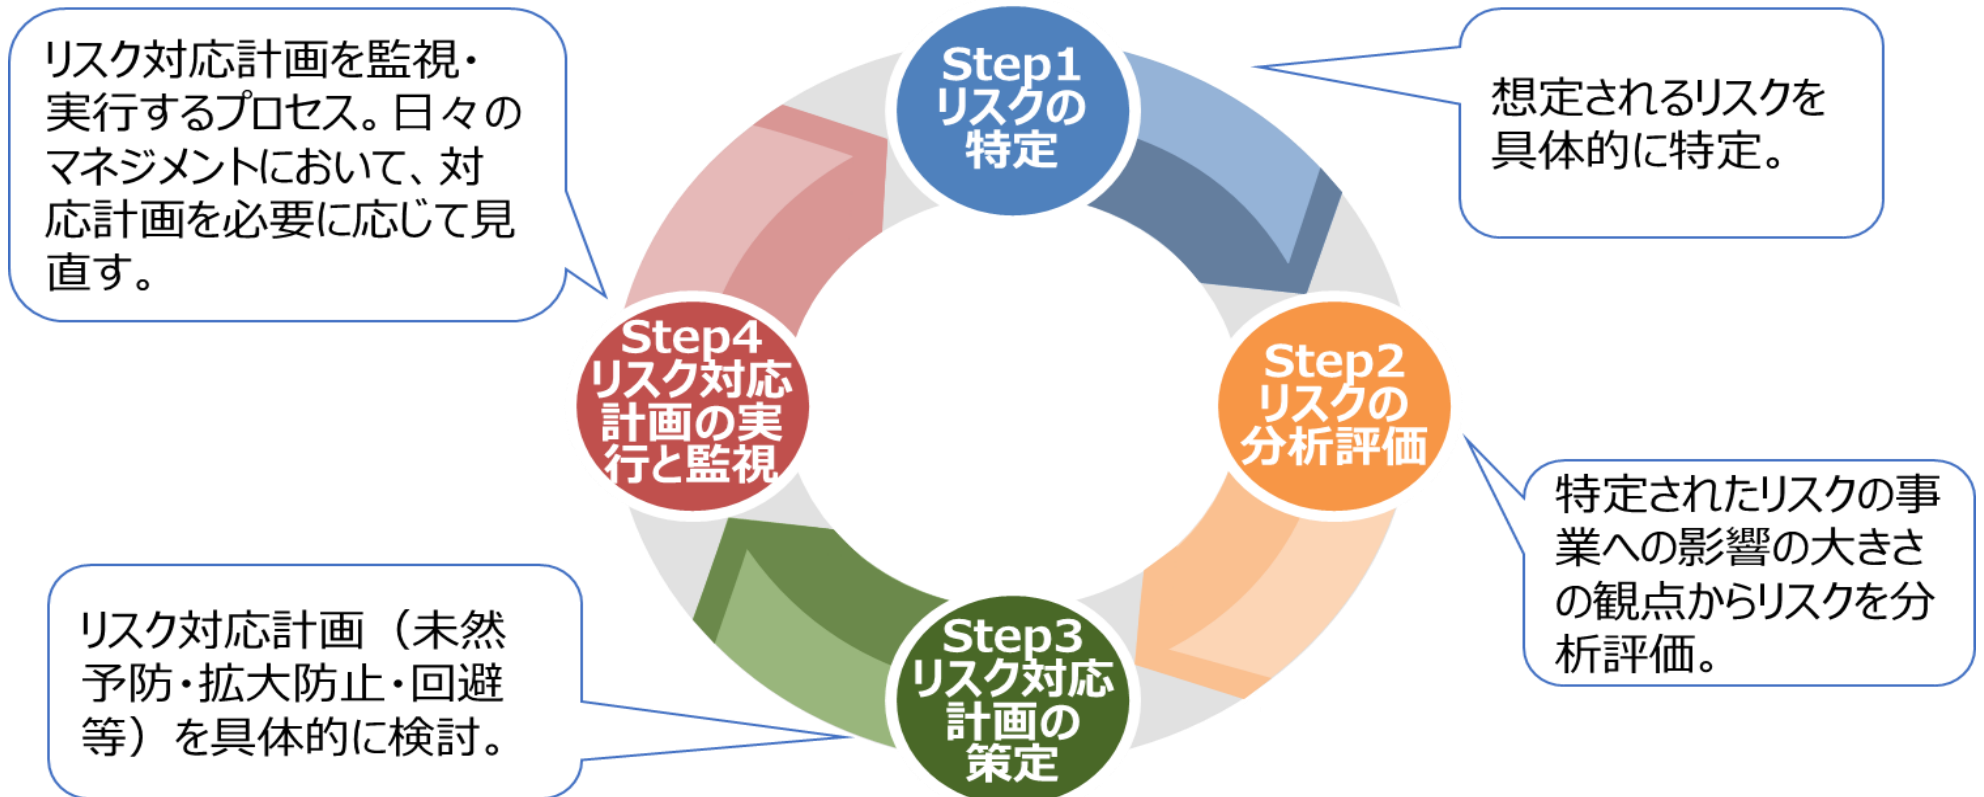 Step1
リスクの
特定
想定されるリスクを
具体的に特定。
Step2
リスクの
分析評価
特定されたリスクの事
業への影響の大きさ
の観点からリスクを分
析評価。
Step3
リスク対応
計画の
策定
リスク対応計画（未然
予防・拡大防止・回避
等）を具体的に検討。
Step4
リスク対応
計画の実
行と監視
リスク対応計画を監視・
実行するプロセス。日々の
マネジメントにおいて、対
応計画を必要に応じて見
直す。